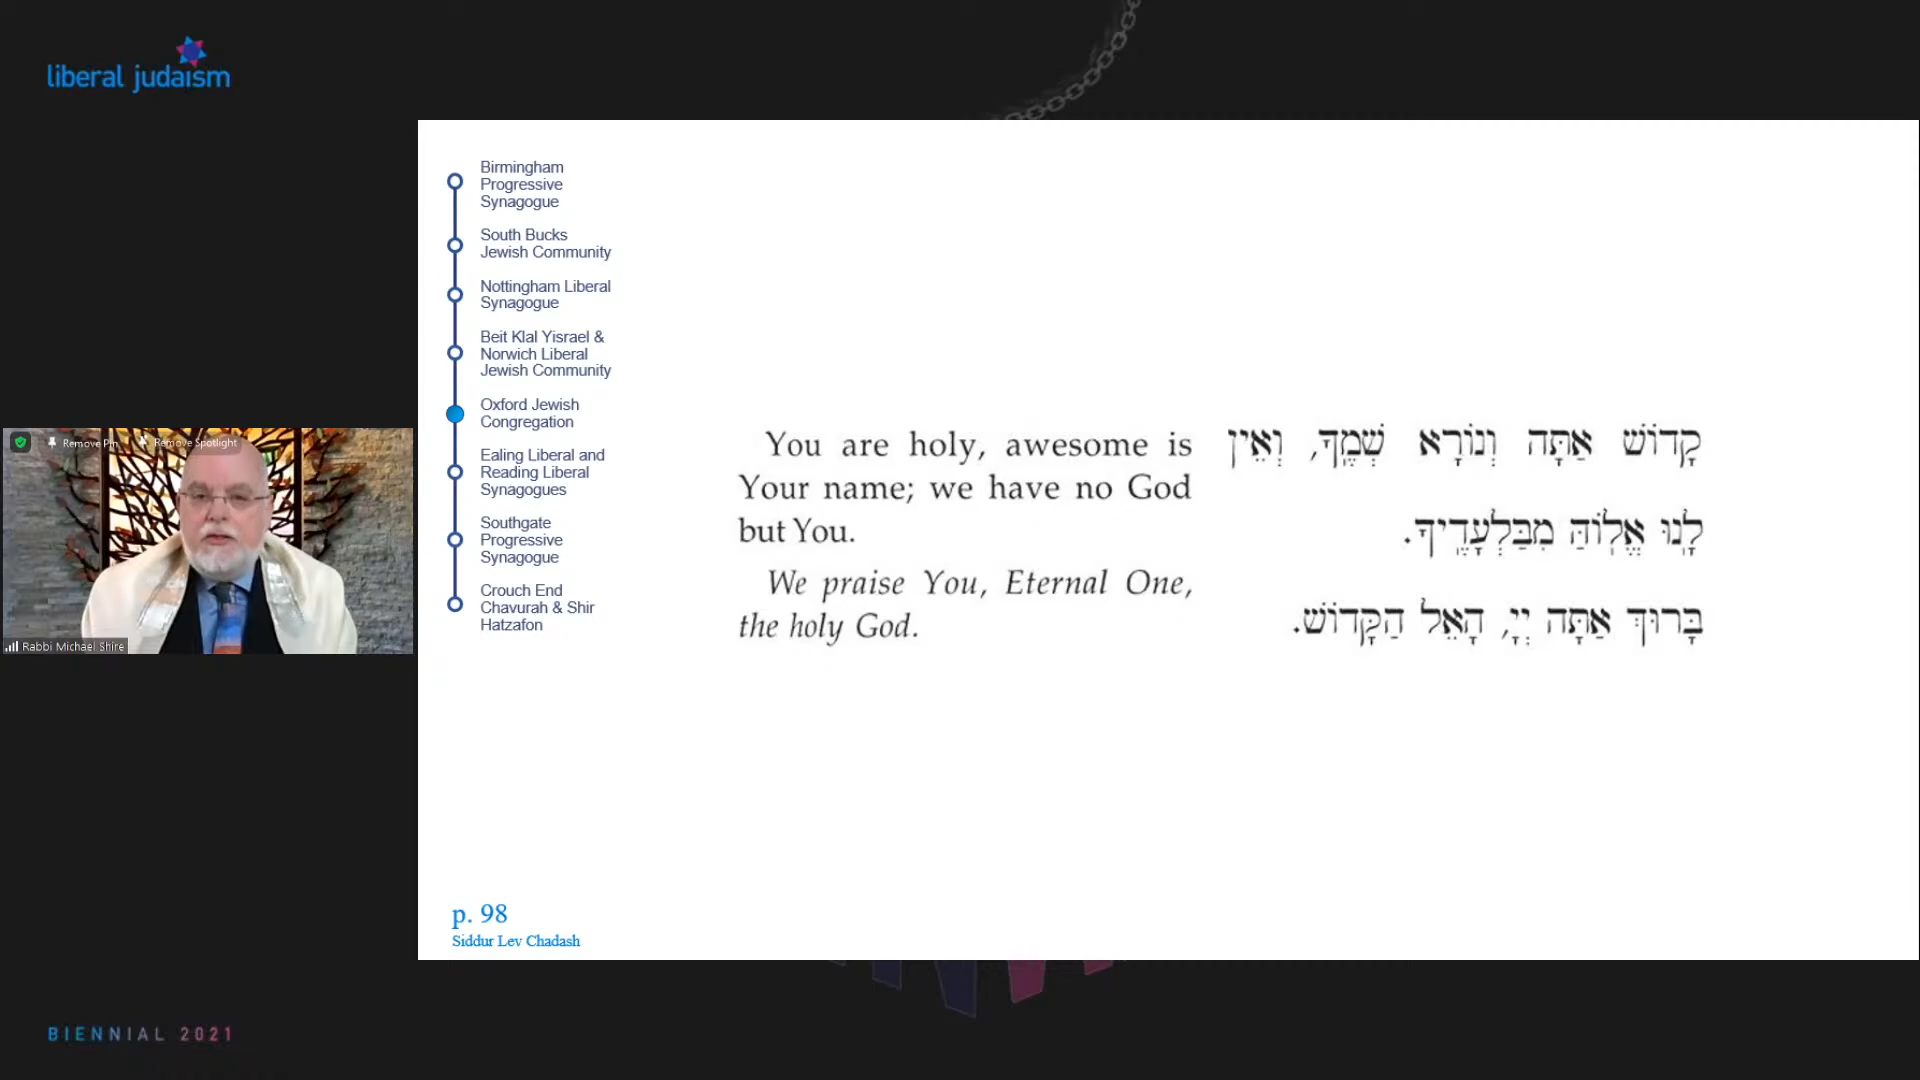 liberal judaism
Birmingham
Progressive
Synagogue
South Bucks
Jewish Community
Nottingham Liberal
Synagogue
Beit Klal Yisrael &
Norwich Liberal
Jewish Community
Oxford Jewish
Congregation
Ealing Liberal and
Reading Liberal
Synagogues
Southgate
Progressive
Synagogue
Crouch End
Chavurah & Shir
Hatzafon
You are holy, awesome is
Your name; we have no God
but You.
We praise You, Eternal One,
the holy God.
קָדוֹשׁ אַתָּה וְנוֹרָא שְׁמֶֽךָ, וְאֵין
לָֽנוּ אֱלֽוֹהַּ מִבַּלְעָדֶֽיךָ.
בָּרוּךְ אַתָּה יְיָ, הָאֵל הַקָּדוֹשׁ.
Remove Pin Remove Spotlight
Rabbi Michael Shire
p. 98
Siddur Lev Chadash
BIENNIAL 2021